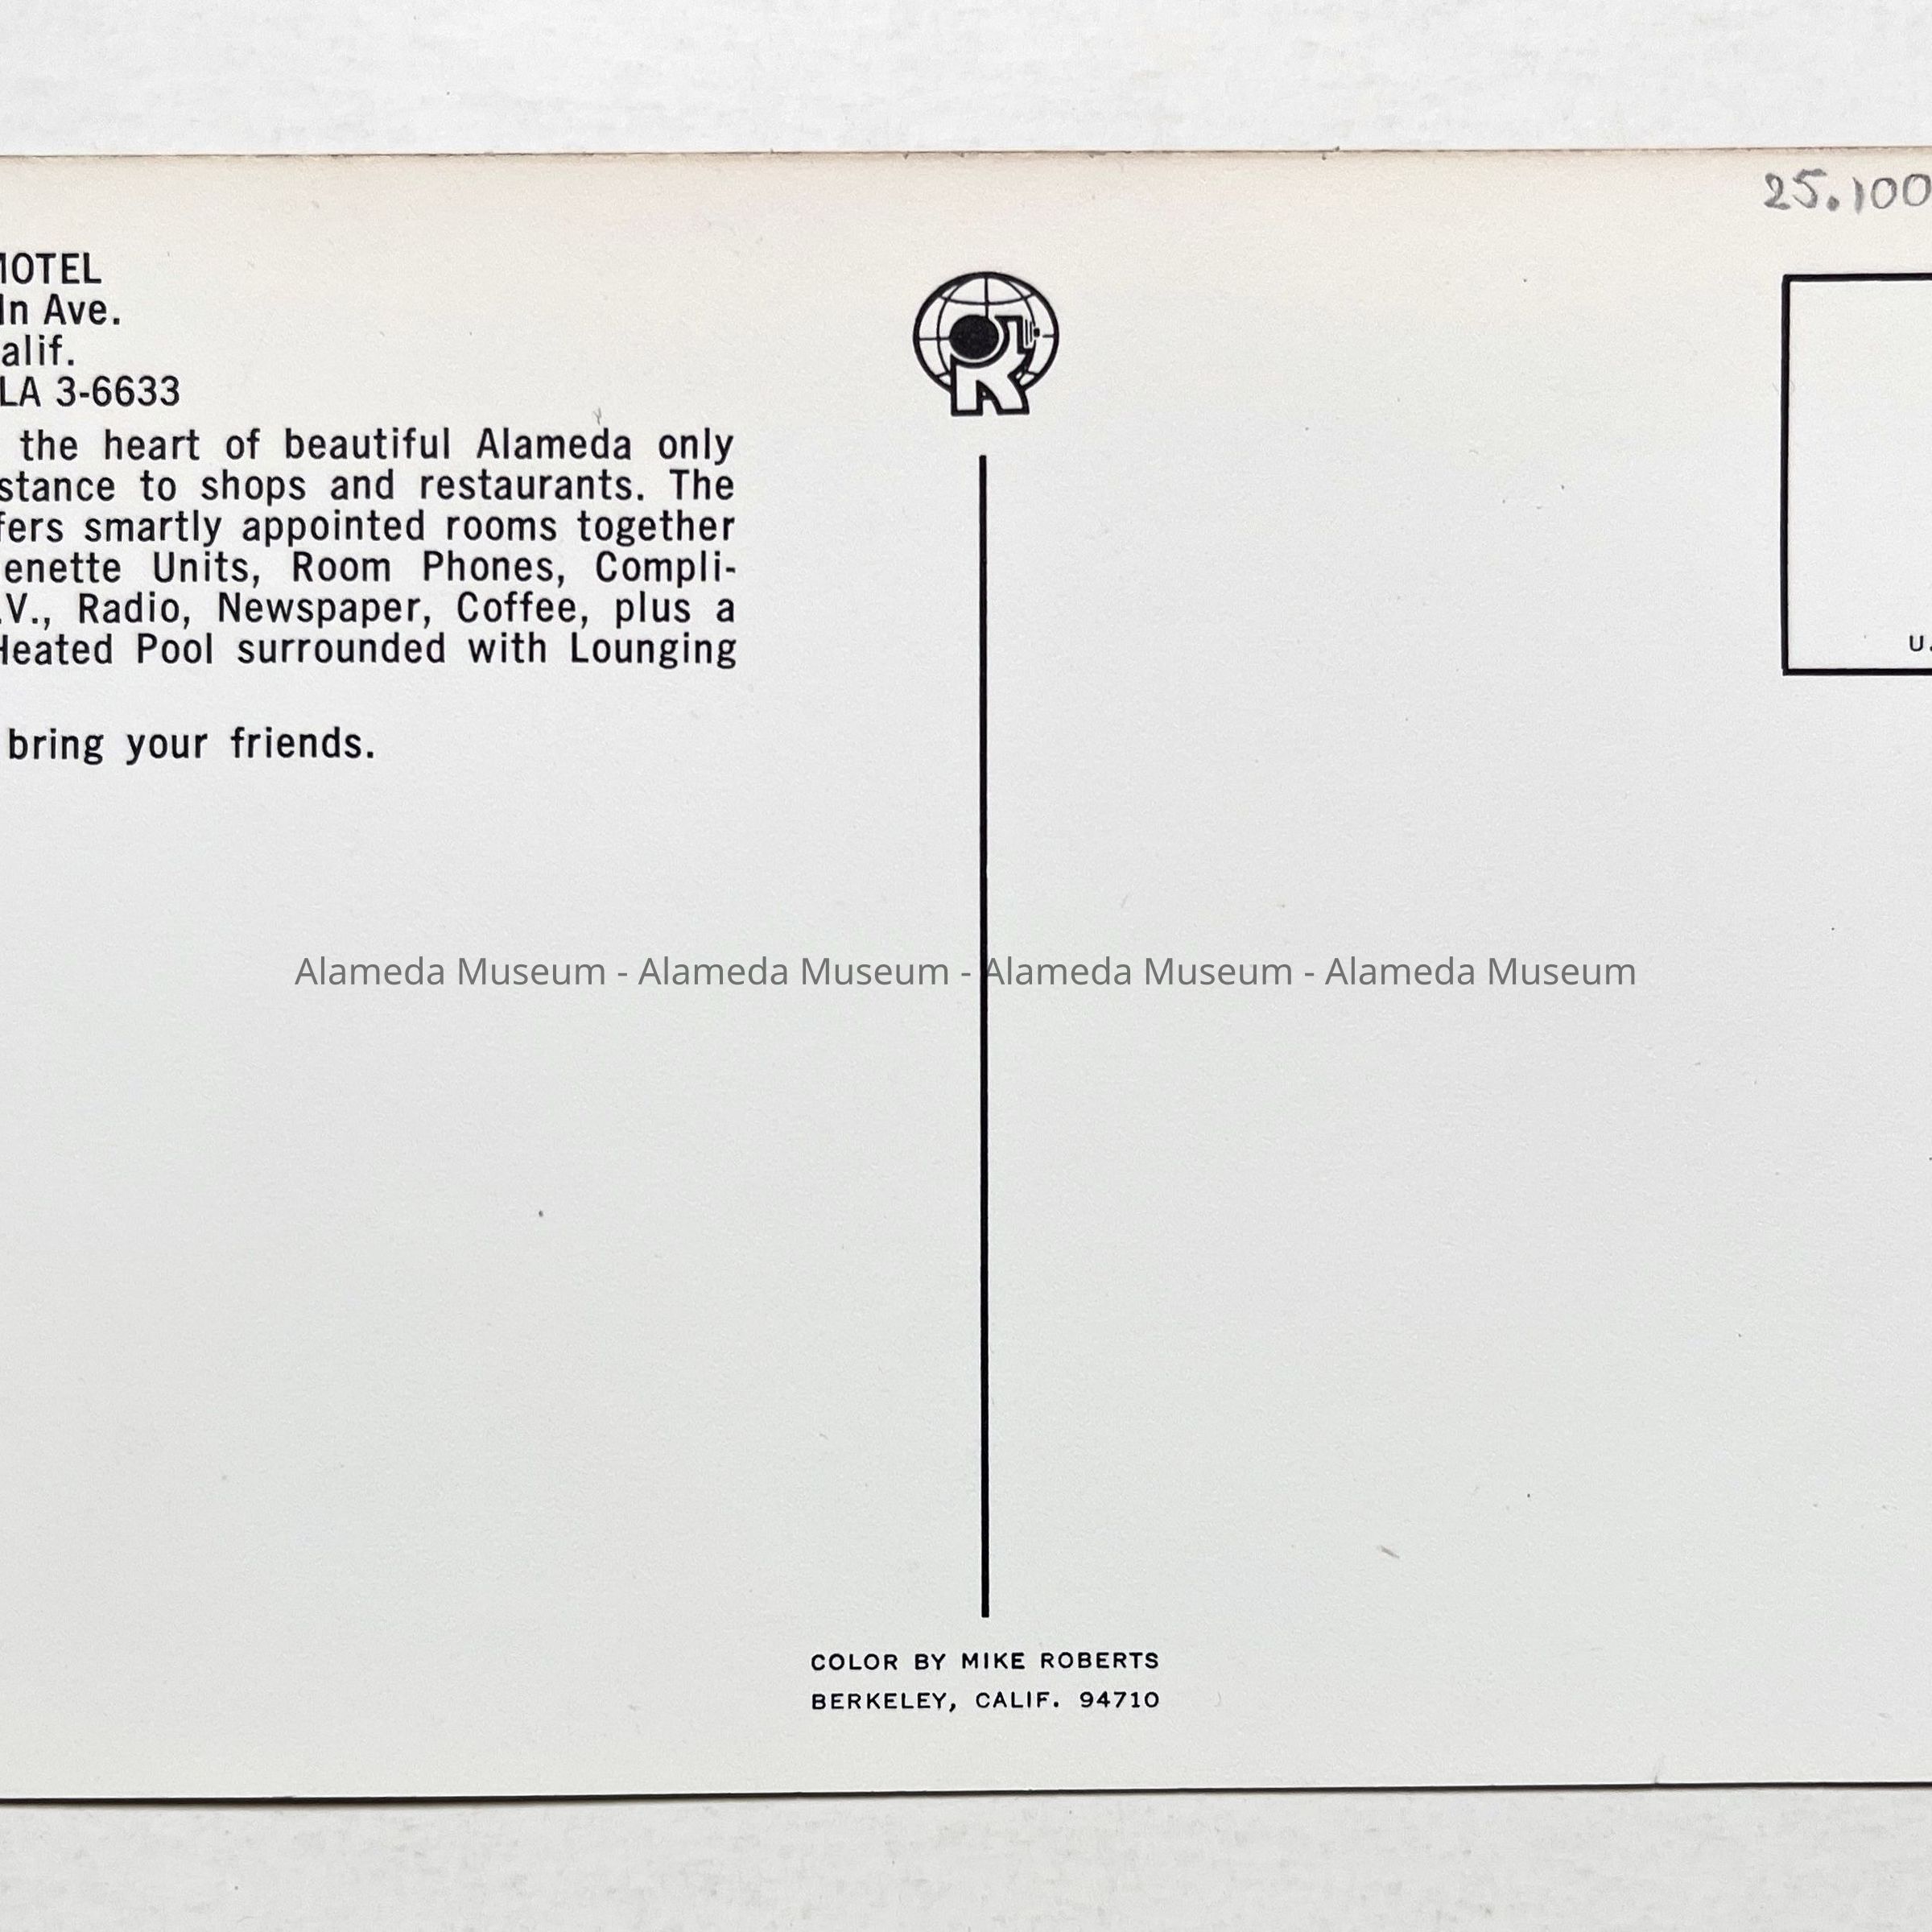 25.100
MOTEL
ln Ave.
alif.
LA 3-6633
the heart of beautiful Alameda only
stance to shops and restaurants. The
fers smartly appointed rooms together
enette Units, Room Phones, Compli-
.V., Radio, Newspaper, Coffee, plus a
Heated Pool surrounded with Lounging
bring your friends.
U.
Alameda Museum - Alameda Museum - Alameda Museum - Alameda Museum
COLOR BY MIKE ROBERTS
BERKELEY, CALIF. 94710